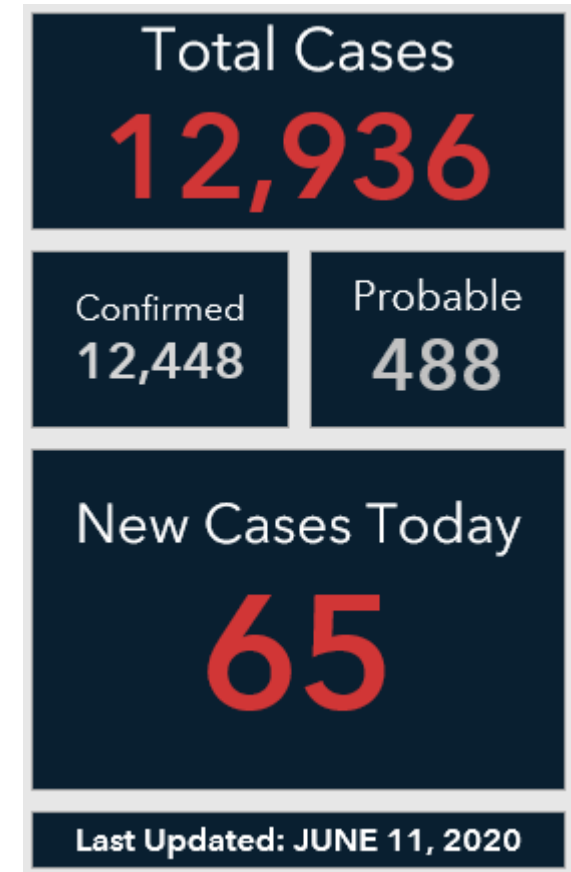 Total Cases
12,936
Confirmed
12,448
Probable
488
New Cases Today
65
Last Updated: JUNE 11, 2020